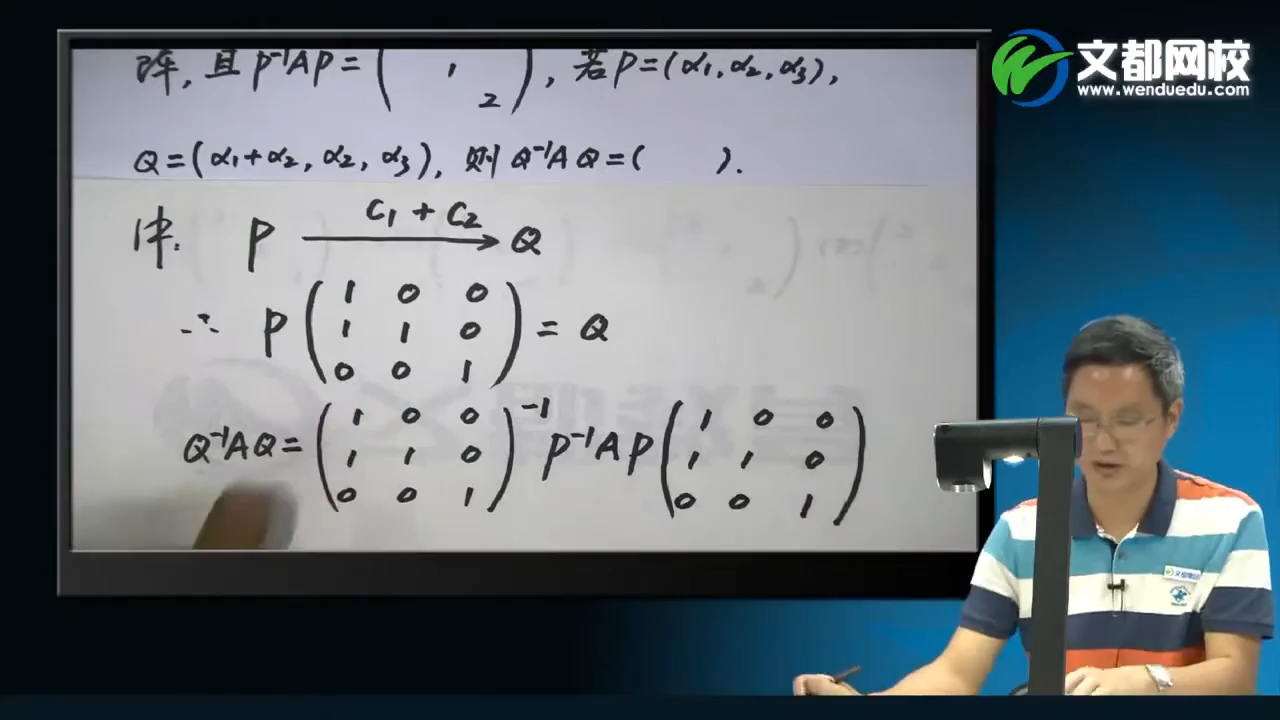 阵, 且 P⁻¹AP = ( 1 2 ), 若 P = (α₁, α₂, α₃),
Q = (α₁+α₂, α₂, α₃), 则 Q⁻¹AQ = ( ).
解. P C₁ + C₂ → Q
∴ P ( 1 0 0
1 1 0
0 0 1 ) = Q
Q⁻¹AQ = ( 1 0 0
1 1 0
0 0 1 )⁻¹ P⁻¹AP ( 1 0 0
1 1 0
0 0 1 )
文都网校
www.wenduedu.com